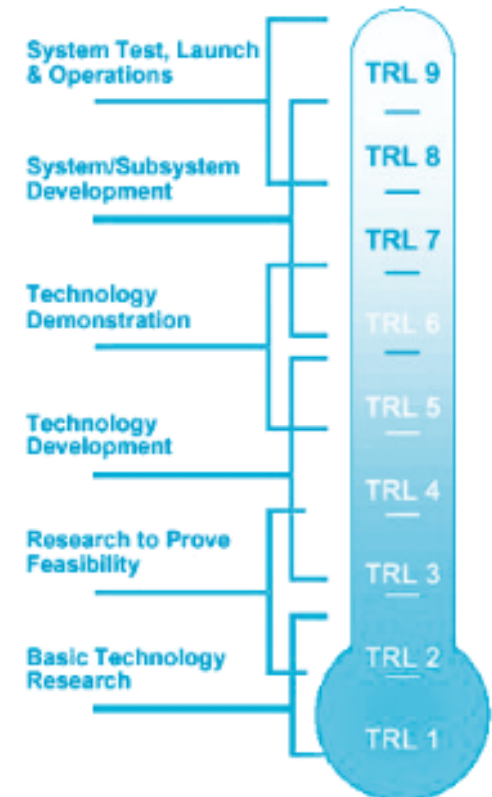 System Test, Launch
& Operations
System/Subsystem
Development
Technology
Demonstration
Technology
Development
Research to Prove
Feasibility
Basic Technology
Research
TRL 9
TRL 8
TRL 7
TRL 6
TRL 5
TRL 4
TRL 3
TRL 2
TRL 1